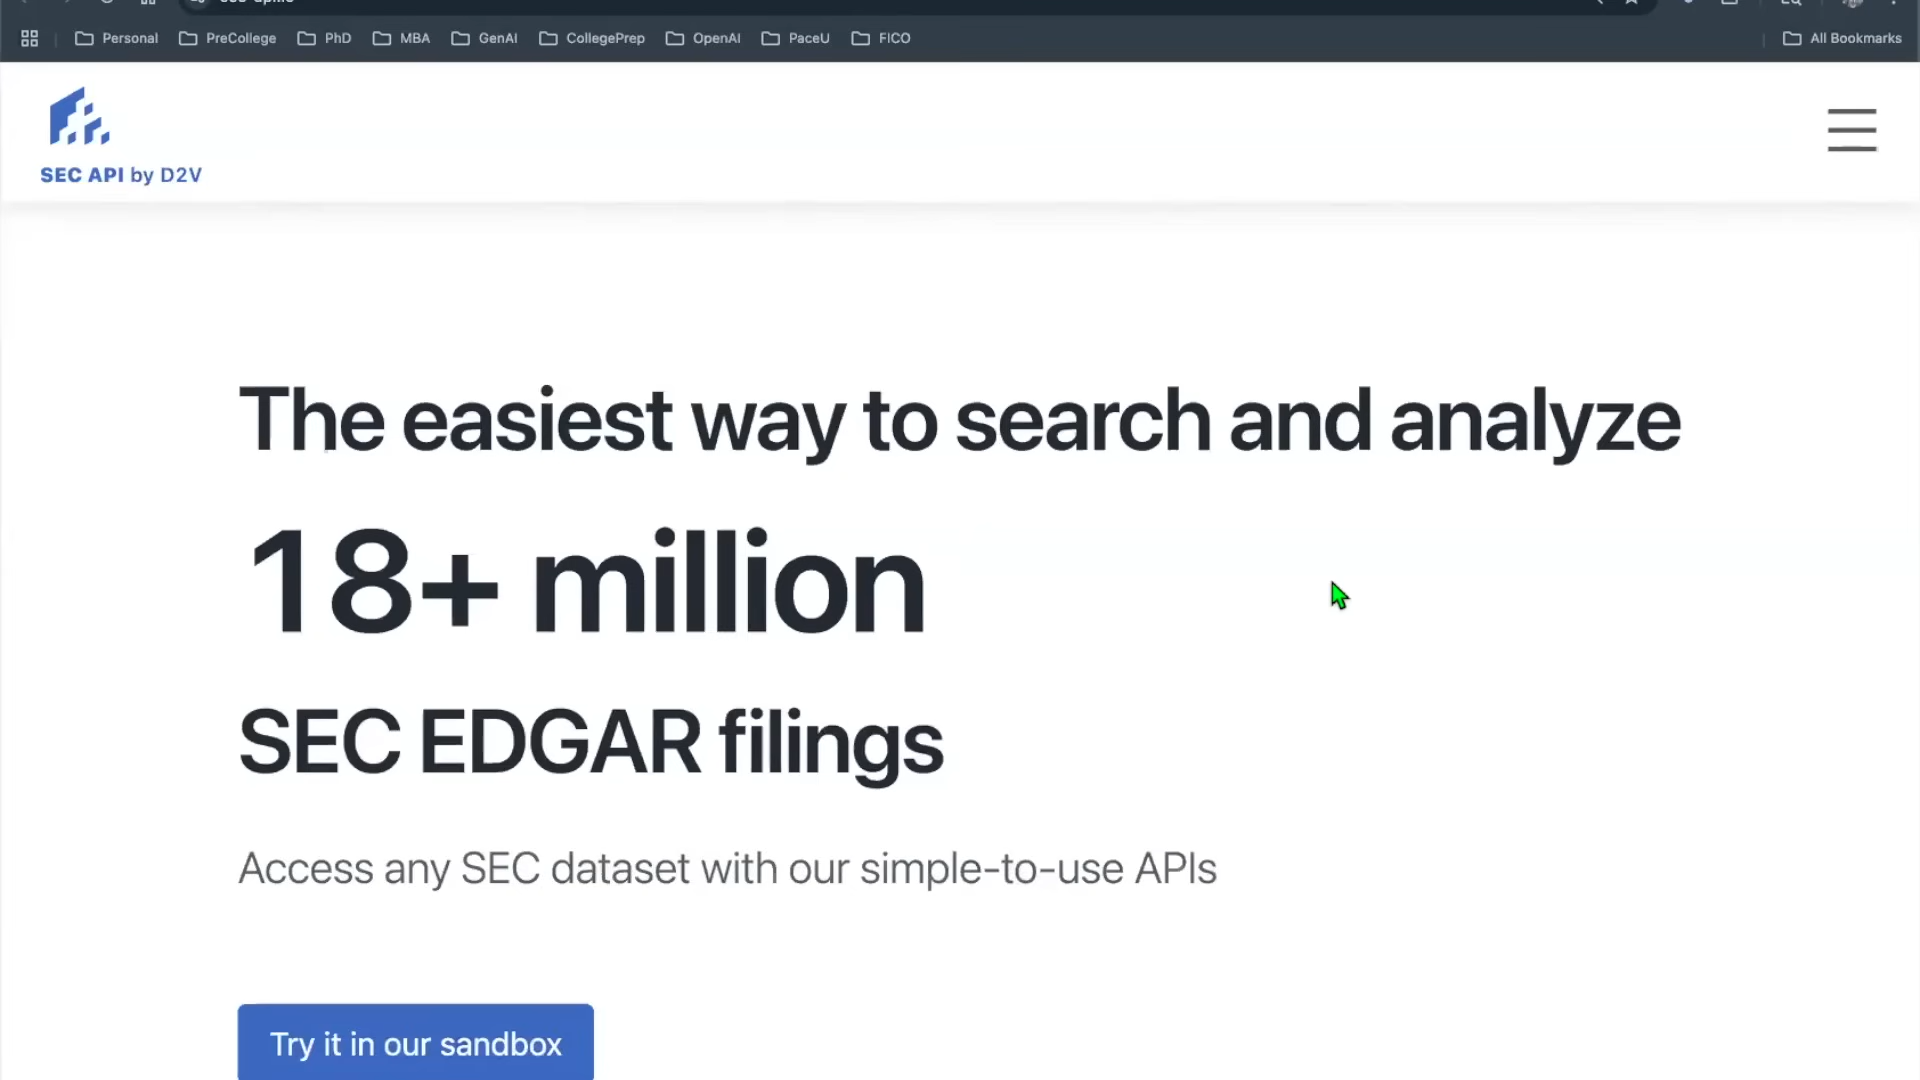 Personal PreCollege PhD MBA GenAI CollegePrep OpenAI PaceU FICO All Bookmarks
SEC API by D2V
The easiest way to search and analyze
18+ million
SEC EDGAR filings
Access any SEC dataset with our simple-to-use APIs
Try it in our sandbox